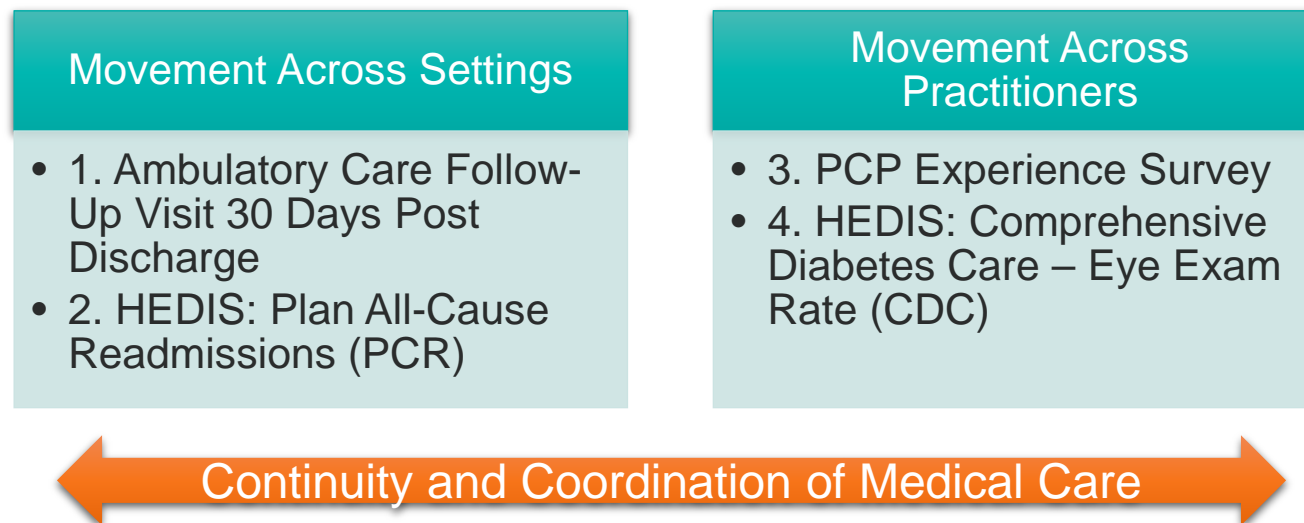 Movement Across Settings
• 1. Ambulatory Care Follow-
Up Visit 30 Days Post
Discharge
• 2. HEDIS: Plan All-Cause
Readmissions (PCR)
Movement Across
Practitioners
• 3. PCP Experience Survey
• 4. HEDIS: Comprehensive
Diabetes Care – Eye Exam
Rate (CDC)
Continuity and Coordination of Medical Care